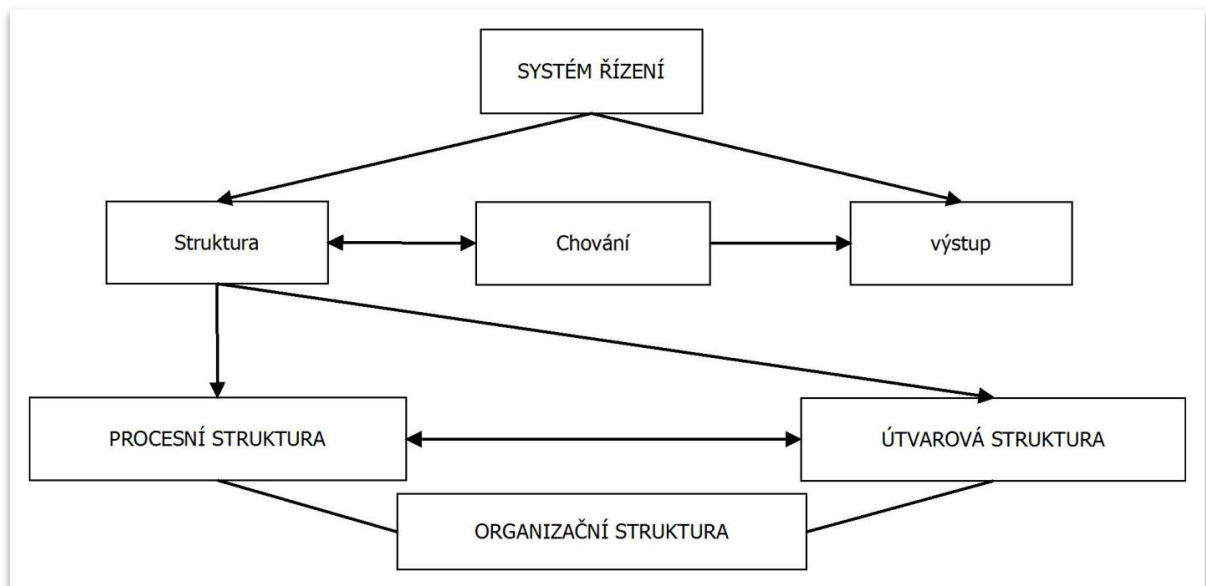 SYSTÉM ŘÍZENÍ
Struktura
Chování
výstup
PROCESNÍ STRUKTURA
ÚTVAROVÁ STRUKTURA
ORGANIZAČNÍ STRUKTURA